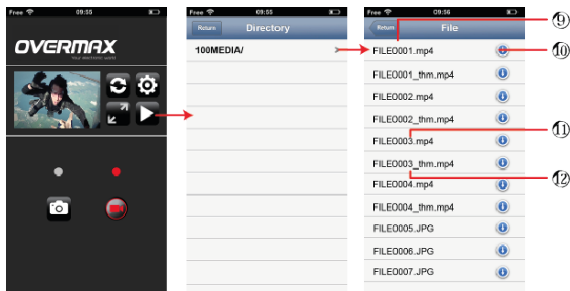 Free 09:55
OVERMAX
Your electronic world
Free 09:55
Return Directory
100MEDIA/
Free 09:56
Return File
FILE0001.mp4
FILE0001_thm.mp4
FILE0002.mp4
FILE0002_thm.mp4
FILE0003.mp4
FILE0003_thm.mp4
FILE0004.mp4
FILE0004_thm.mp4
FILE0005.JPG
FILE0006.JPG
FILE0007.JPG
⑨
⑩
⑪
⑫